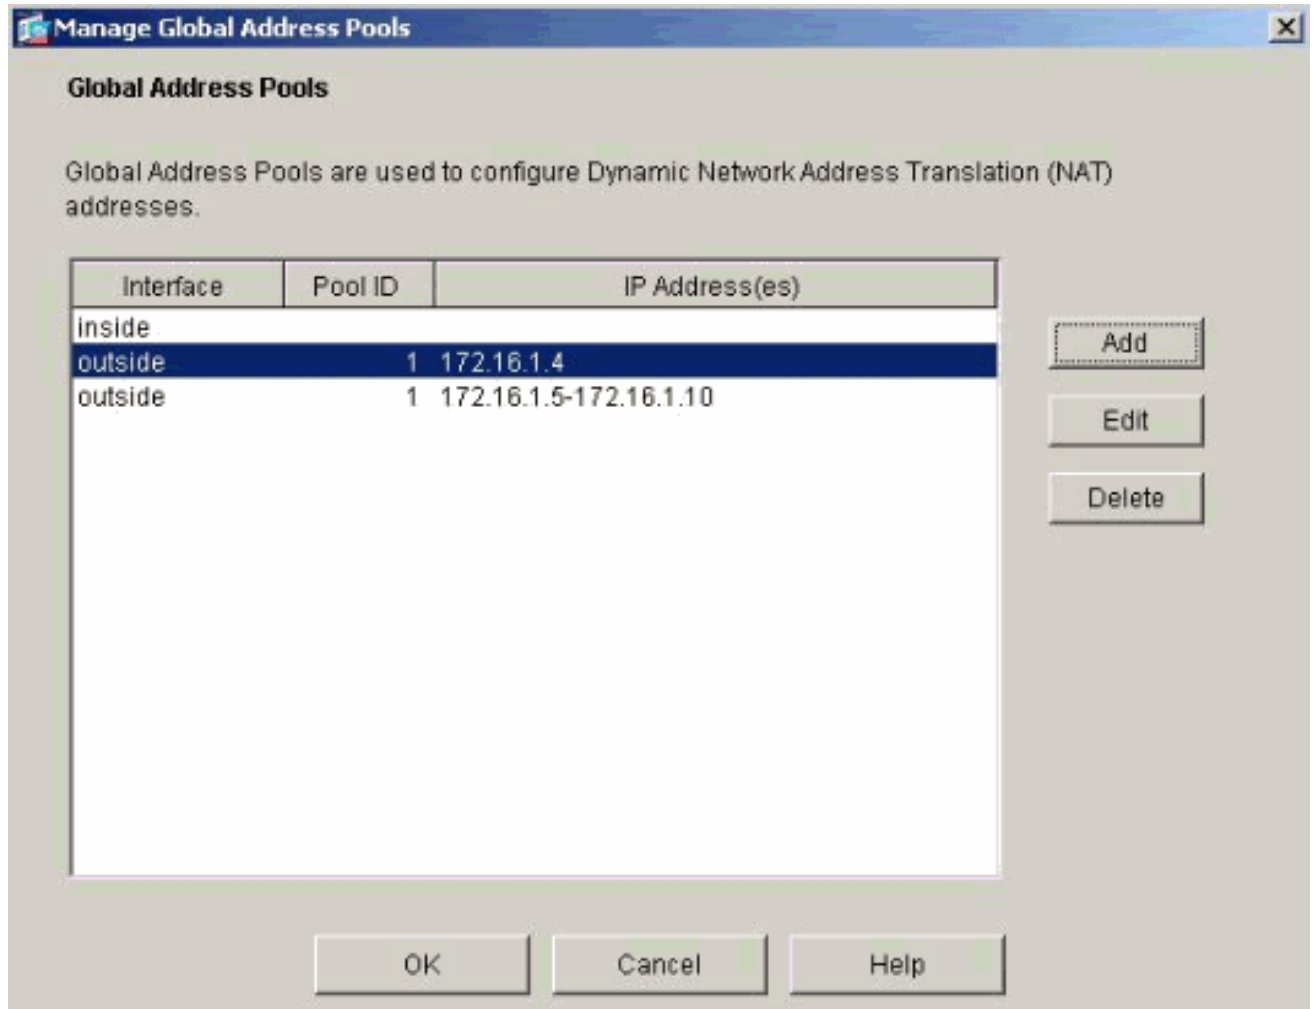 Manage Global Address Pools
Global Address Pools
Global Address Pools are used to configure Dynamic Network Address Translation (NAT)
addresses.
Interface Pool ID IP Address(es)
inside
outside 1 172.16.1.4
outside 1 172.16.1.5-172.16.1.10
Add
Edit
Delete
OK Cancel Help